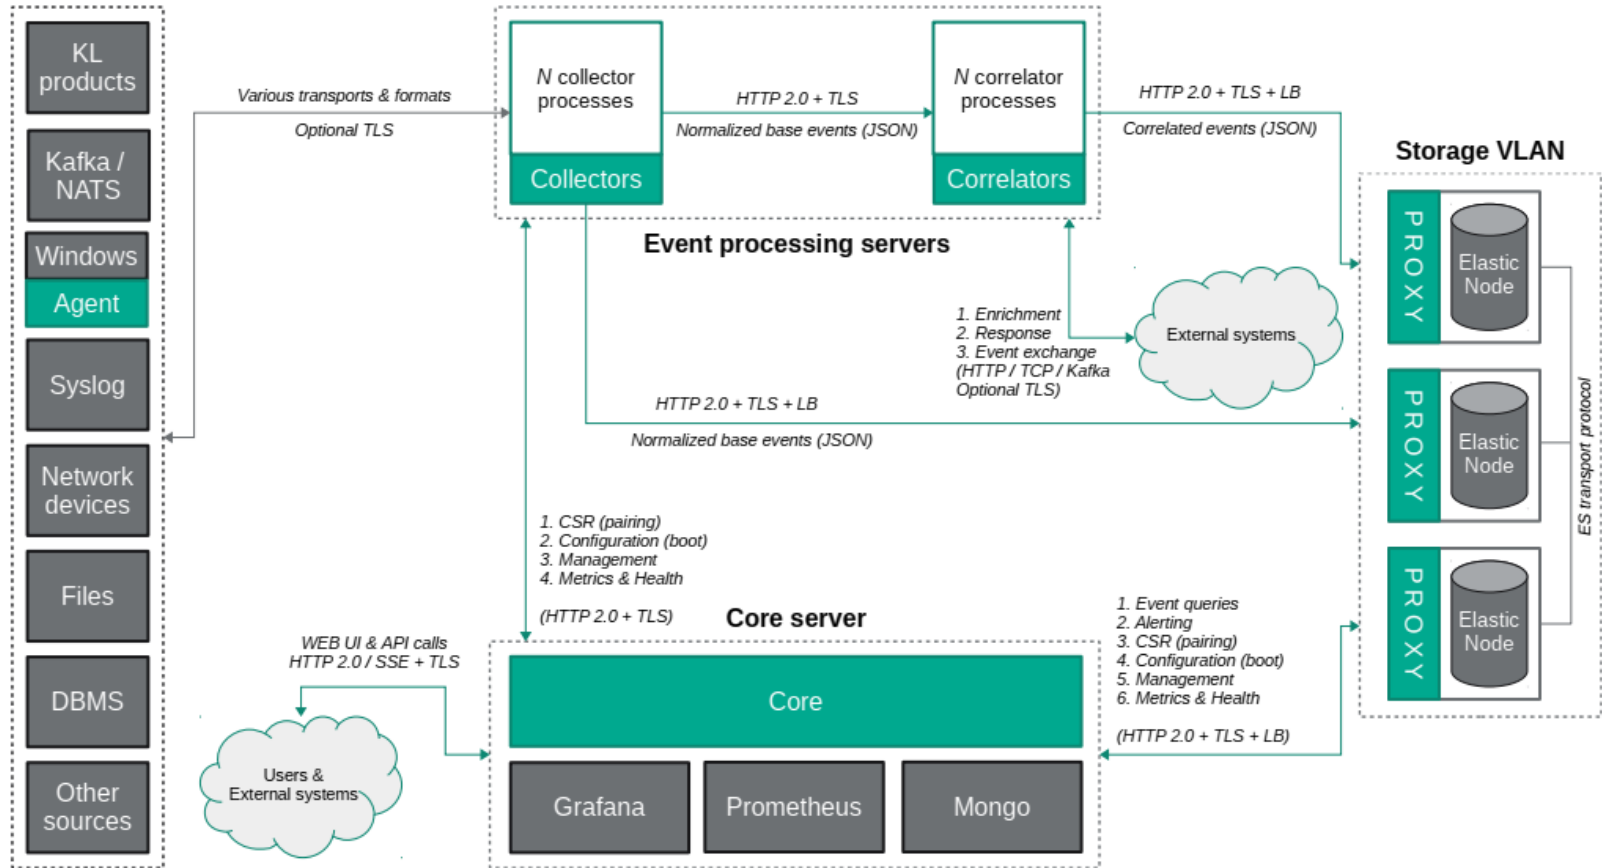 KL
products
Kafka /
NATS
Windows
Agent
Syslog
Network
devices
Files
DBMS
Other
sources
Various transports & formats
Optional TLS
N collector
processes
Collectors
HTTP 2.0 + TLS
Normalized base events (JSON)
N correlator
processes
Correlators
Event processing servers
HTTP 2.0 + TLS + LB
Correlated events (JSON)
Storage VLAN
PROXY
Elastic
Node
PROXY
Elastic
Node
PROXY
Elastic
Node
ES transport protocol
1. Enrichment
2. Response
3. Event exchange
(HTTP / TCP / Kafka
Optional TLS)
External systems
HTTP 2.0 + TLS + LB
Normalized base events (JSON)
1. CSR (pairing)
2. Configuration (boot)
3. Management
4. Metrics & Health
(HTTP 2.0 + TLS)
Core server
WEB UI & API calls
HTTP 2.0 / SSE + TLS
Users &
External systems
Core
Grafana
Prometheus
Mongo
1. Event queries
2. Alerting
3. CSR (pairing)
4. Configuration (boot)
5. Management
6. Metrics & Health
(HTTP 2.0 + TLS + LB)